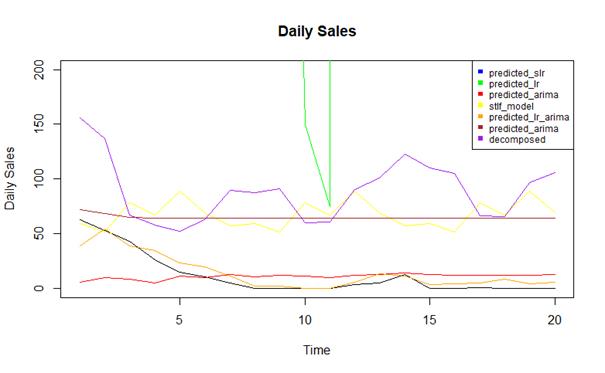 Daily Sales
predicted_slr
predicted_lr
predicted_arima
stlf_model
predicted_lr_arima
predicted_arima
decomposed
Daily Sales
200
150
100
50
0
5
10
15
20
Time